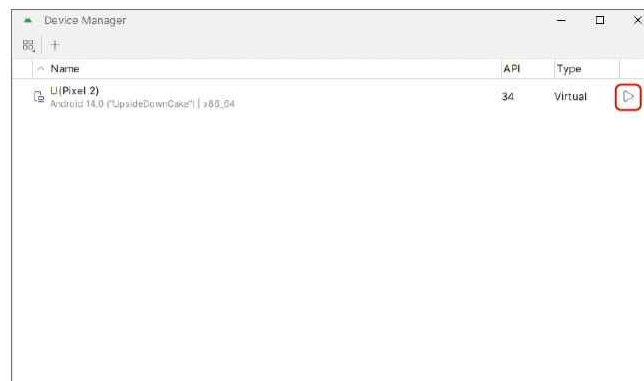 Device Manager
Name API Type
U(Pixel 2)
Android 14.0 ("UpsideDownCake") | x86_64
34 Virtual